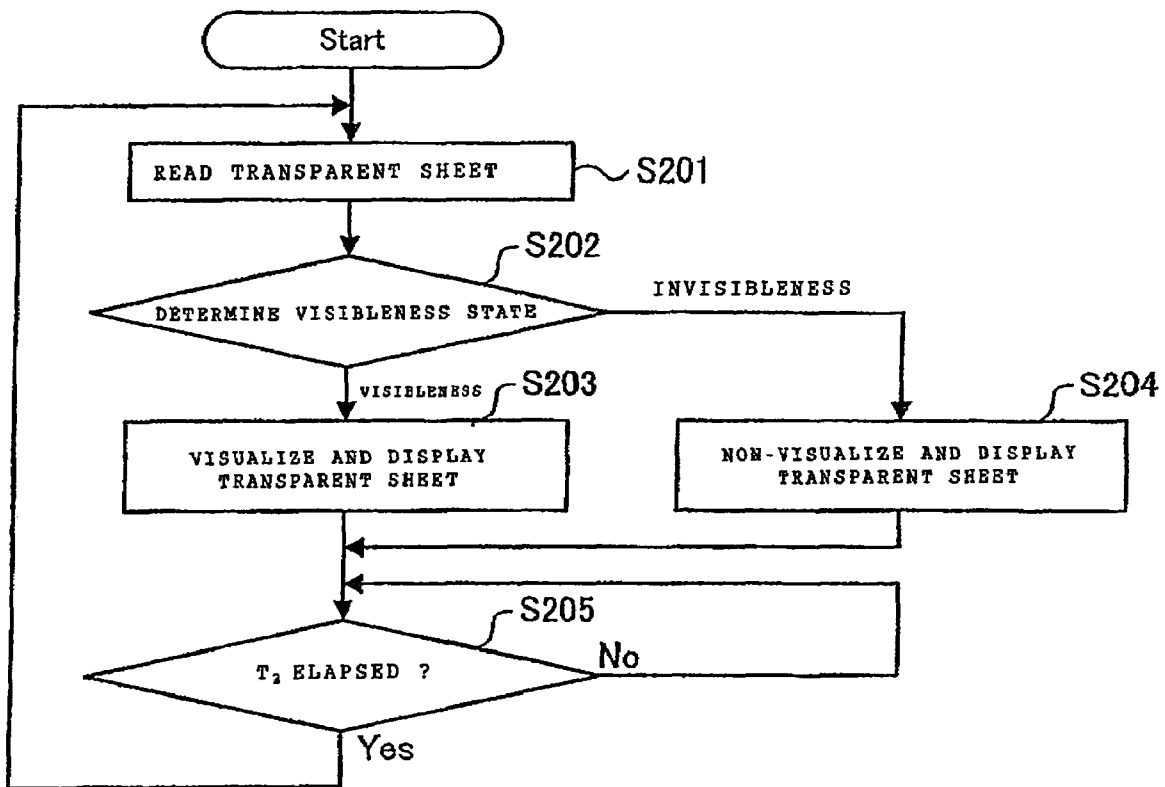 Start
READ TRANSPARENT SHEET
S201
S202
DETERMINE VISIBLENESS STATE
INVISIBLENESS
VISIBLENESS
S203
VISUALIZE AND DISPLAY
TRANSPARENT SHEET
S204
NON-VISUALIZE AND DISPLAY
TRANSPARENT SHEET
S205
T₂ ELAPSED ?
No
Yes